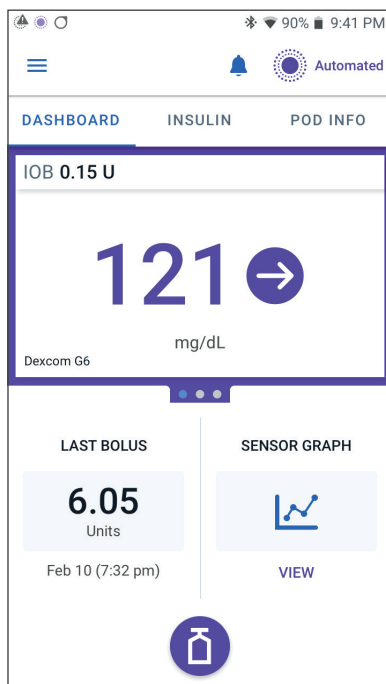 90% 9:41 PM
Automated
DASHBOARD INSULIN POD INFO
IOB 0.15 U
121
mg/dL
Dexcom G6
LAST BOLUS SENSOR GRAPH
6.05
Units
Feb 10 (7:32 pm) VIEW